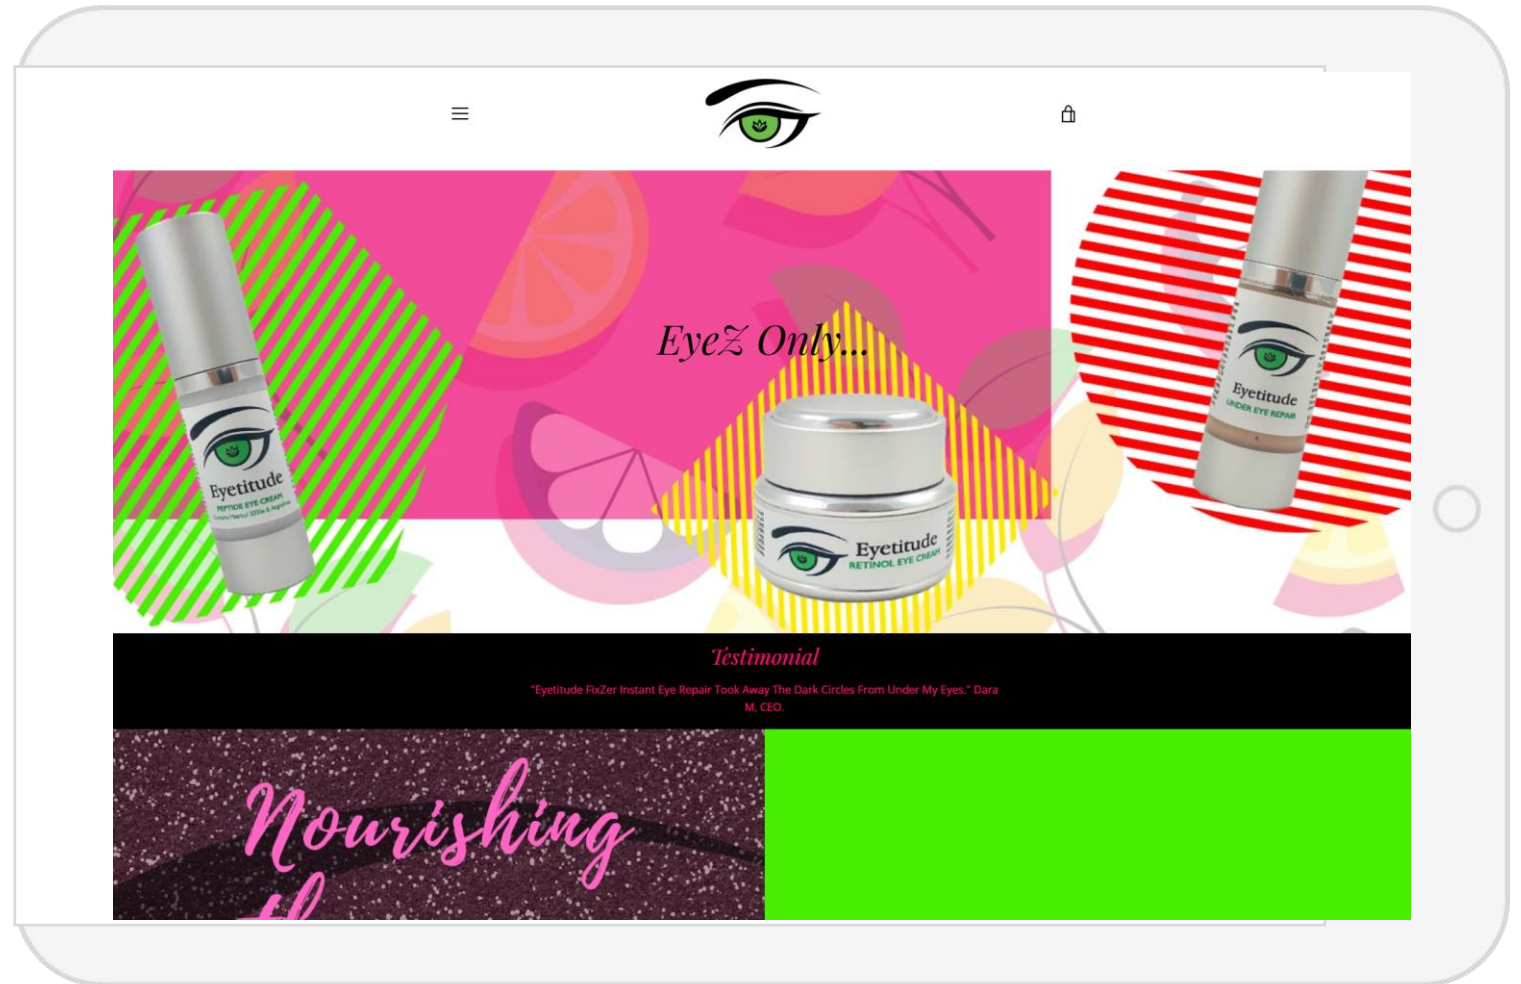 EyeZ Only...
Eyetitude
PEPTIDE EYE CREAM
Eyetitude
RETINOL EYE CREAM
Eyetitude
UNDER EYE REPAIR
Testimonial
"Eyetitude FixZer Instant Eye Repair Took Away The Dark Circles From Under My Eyes." Dara
M, CEO.
Nourishing